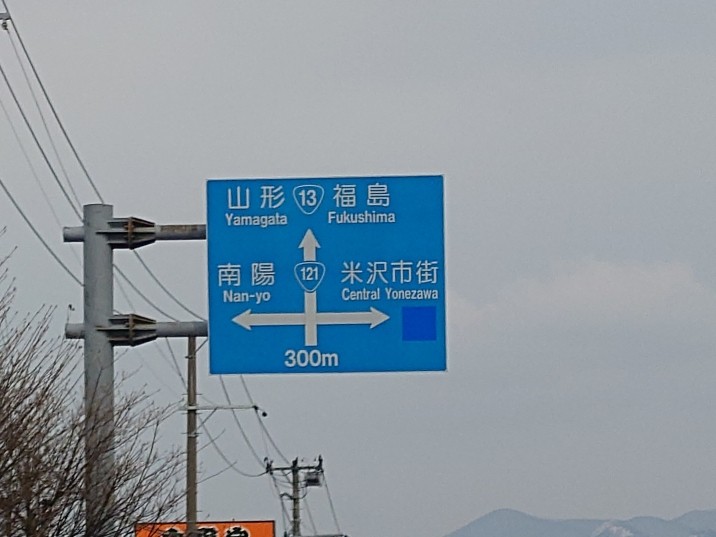 山形 13 福島
Yamagata Fukushima
南陽 121 米沢市街
Nan-yo Central Yonezawa
300m